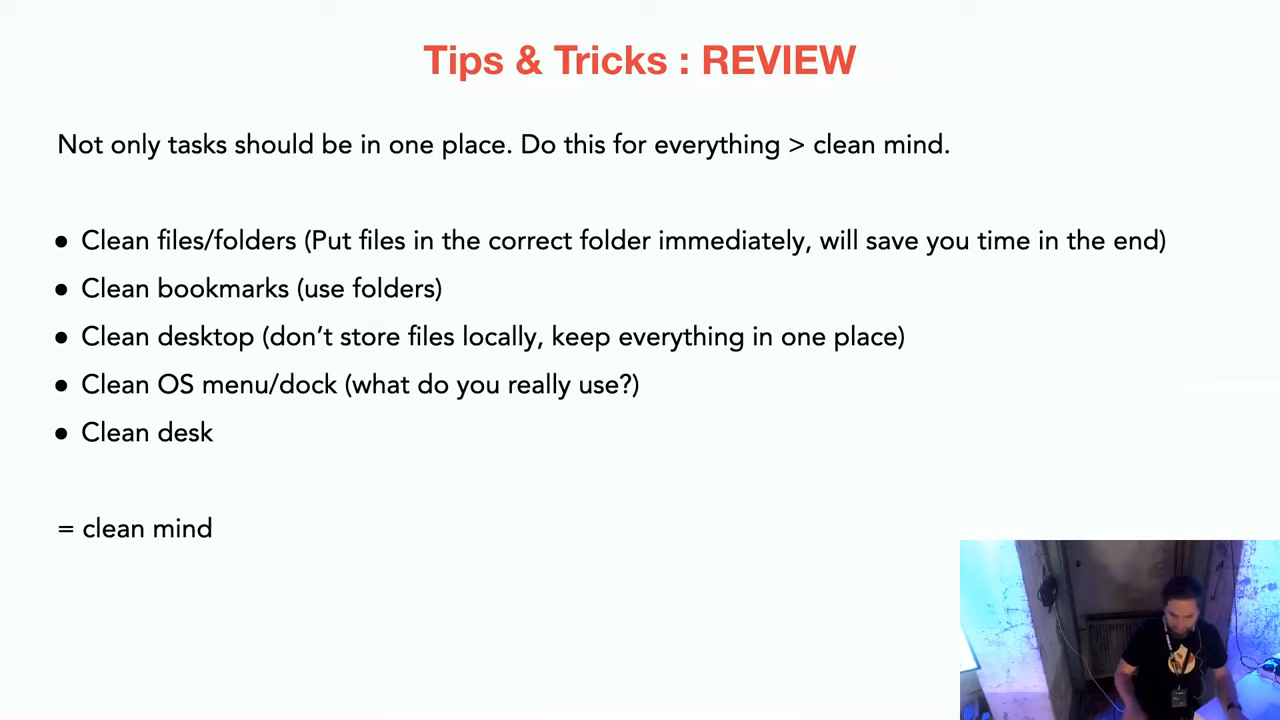 Tips & Tricks : REVIEW
Not only tasks should be in one place. Do this for everything > clean mind.
● Clean files/folders (Put files in the correct folder immediately, will save you time in the end)
● Clean bookmarks (use folders)
● Clean desktop (don’t store files locally, keep everything in one place)
● Clean OS menu/dock (what do you really use?)
● Clean desk
= clean mind